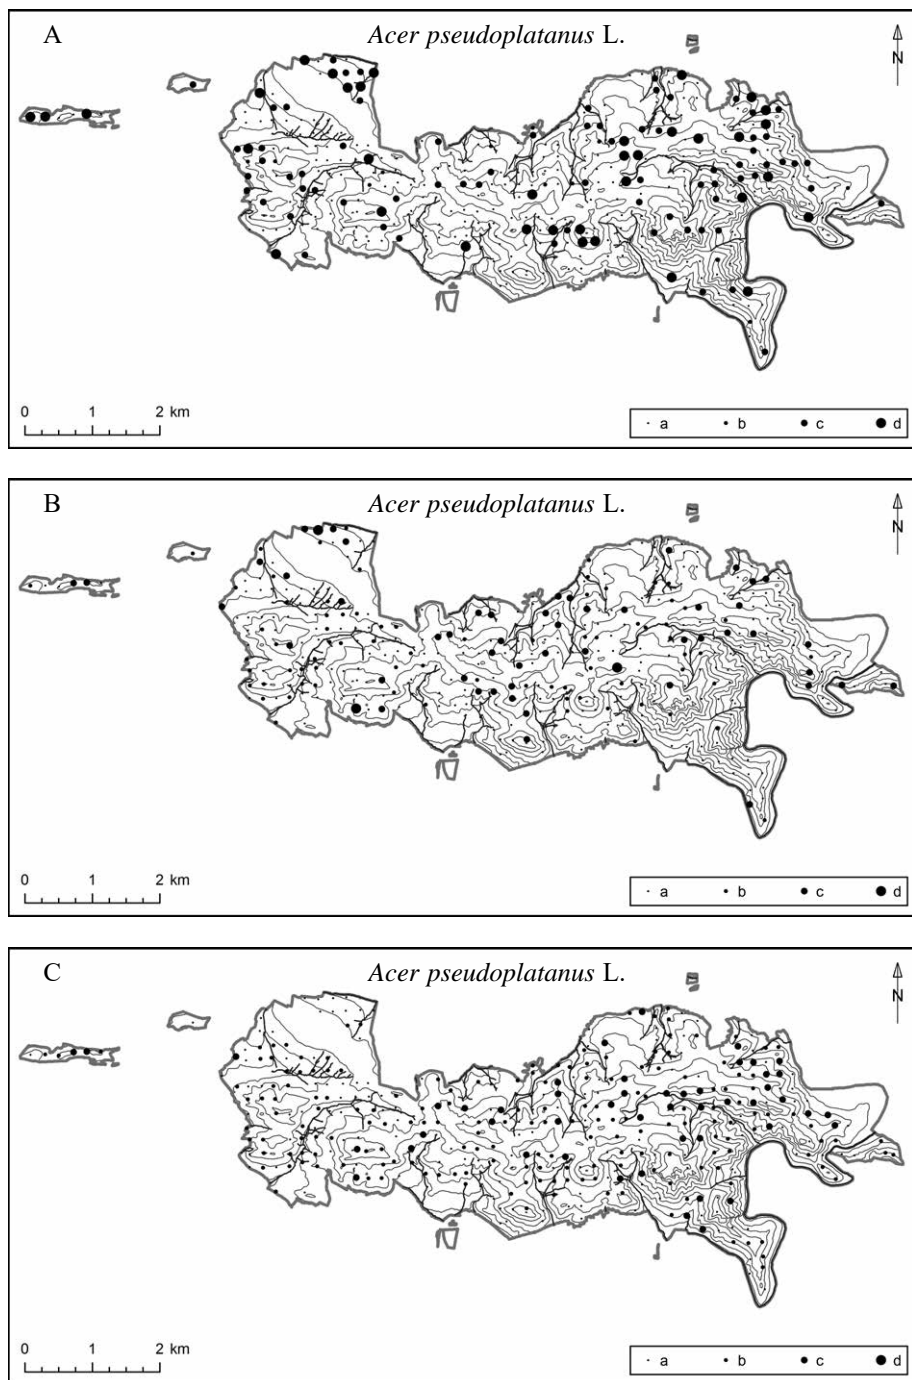 A
Acer pseudoplatanus L.
N
0 1 2 km
a b c d
B
Acer pseudoplatanus L.
N
0 1 2 km
a b c d
C
Acer pseudoplatanus L.
N
0 1 2 km
a b c d